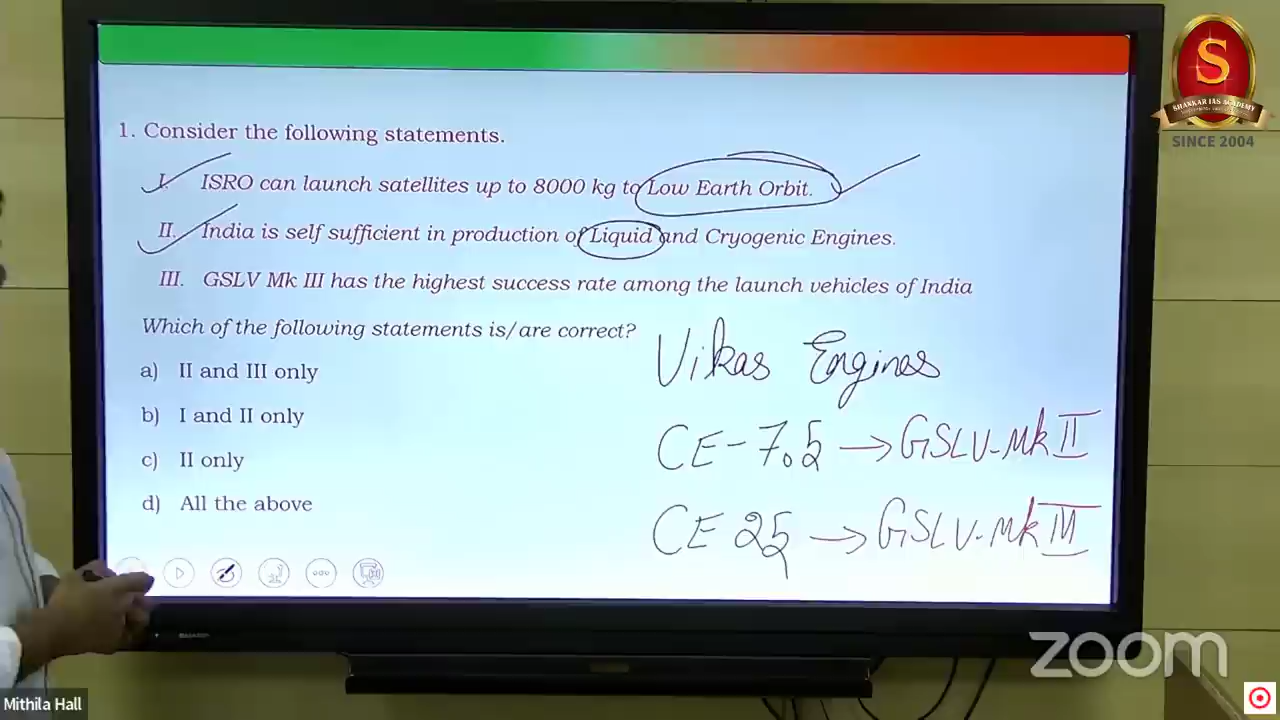 1. Consider the following statements.
I. ISRO can launch satellites up to 8000 kg to Low Earth Orbit.
II. India is self sufficient in production of Liquid and Cryogenic Engines.
III. GSLV Mk III has the highest success rate among the launch vehicles of India
Which of the following statements is/are correct?
a) II and III only
b) I and II only
c) II only
d) All the above
Vikas Engines
CE-7.5 → GSLV-Mk II
CE 25 → GSLV-Mk III
S
SHANKAR IAS ACADEMY
SINCE 2004
zoom
Mithila Hall